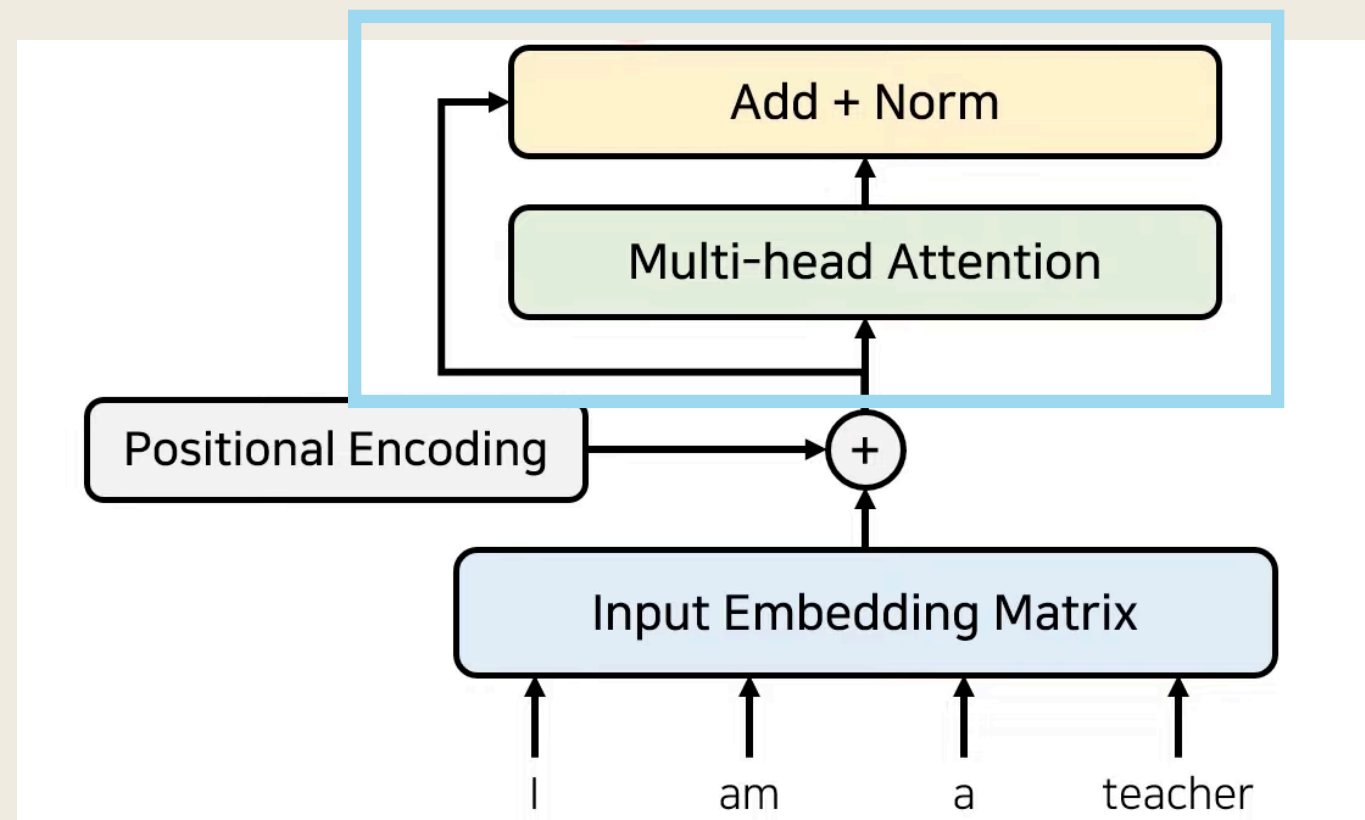 Add + Norm
Multi-head Attention
Positional Encoding
+
Input Embedding Matrix
I am a teacher